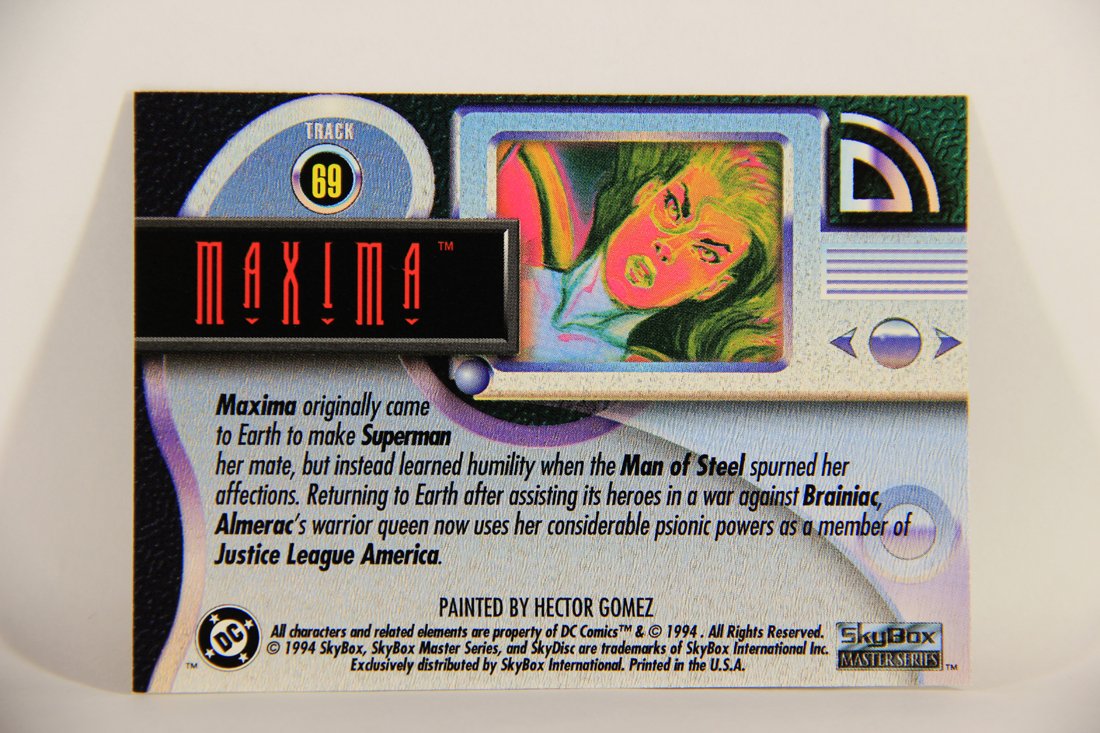 TRACK
69
MAXIMA™
Maxima originally came
to Earth to make Superman
her mate, but instead learned humility when the Man of Steel spurned her
affections. Returning to Earth after assisting its heroes in a war against Brainiac,
Almerac's warrior queen now uses her considerable psionic powers as a member of
Justice League America.
PAINTED BY HECTOR GOMEZ
DC
™
All characters and related elements are property of DC Comics™ & © 1994 . All Rights Reserved.
© 1994 SkyBox, SkyBox Master Series, and SkyDisc are trademarks of SkyBox International Inc.
Exclusively distributed by SkyBox International. Printed in the U.S.A.
SkyBox
MASTER SERIES
™